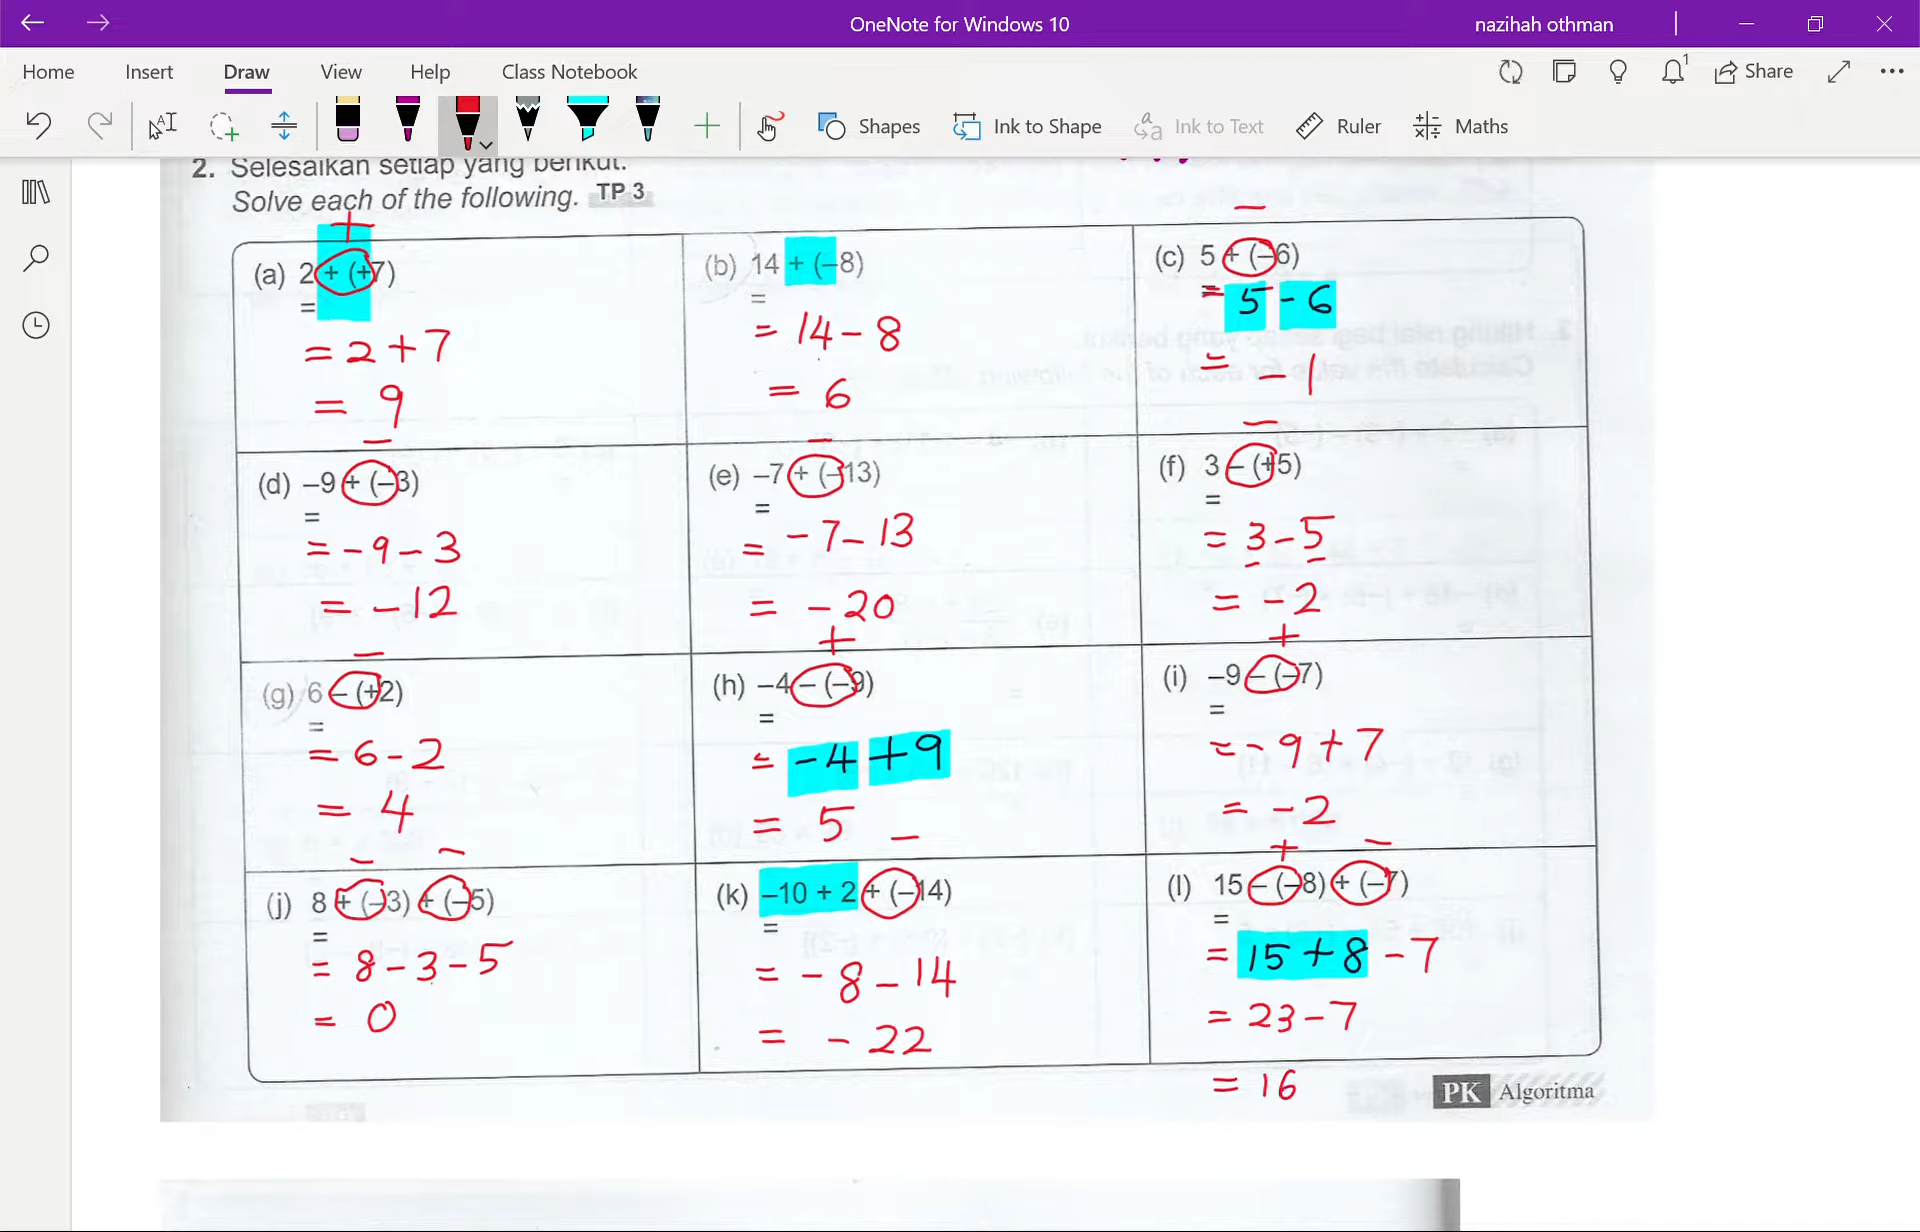 OneNote for Windows 10
nazihah othman
Home Insert Draw View Help Class Notebook
1
Share
Shapes Ink to Shape Ink to Text Ruler Maths
2. Selesaikan setiap yang berikut.
Solve each of the following. TP 3
+
(a) 2 + (+7)
=
= 2 + 7
= 9
(b) 14 + (–8)
=
= 14 – 8
= 6
–
(c) 5 + (–6)
= 5 – 6
= – 1
–
(d) –9 + (–3)
=
= – 9 – 3
= – 12
–
(e) –7 + (–13)
=
= – 7 – 13
= – 20
–
(f) 3 – (+5)
=
= 3 – 5
= – 2
–
(g) 6 – (+2)
=
= 6 – 2
= 4
+
(h) –4 – (–9)
=
= – 4 + 9
= 5
+
(i) –9 – (–7)
=
= – 9 + 7
= – 2
– –
(j) 8 + (–3) + (–5)
=
= 8 – 3 – 5
= 0
–
(k) –10 + 2 + (–14)
=
= – 8 – 14
= – 22
+ –
(l) 15 – (–8) + (–7)
=
= 15 + 8 – 7
= 23 – 7
= 16
PK Algoritma